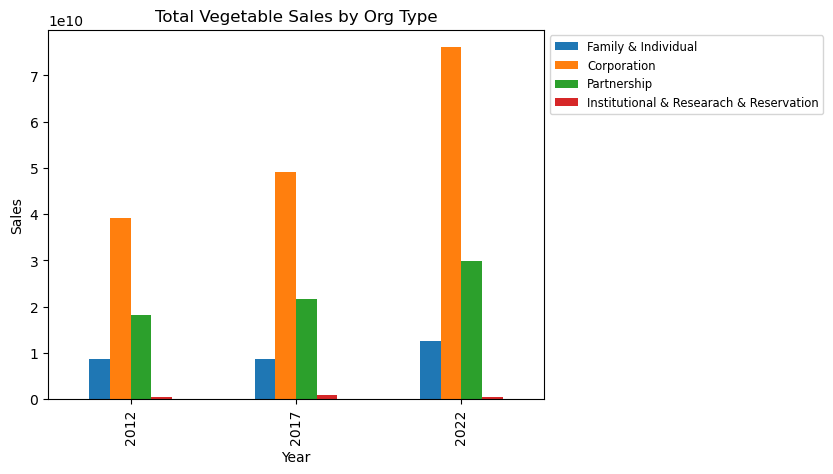 Total Vegetable Sales by Org Type
1e10
Family & Individual
Corporation
Partnership
Institutional & Researach & Reservation
7
6
5
4
3
2
1
0
Sales
2012
2017
2022
Year